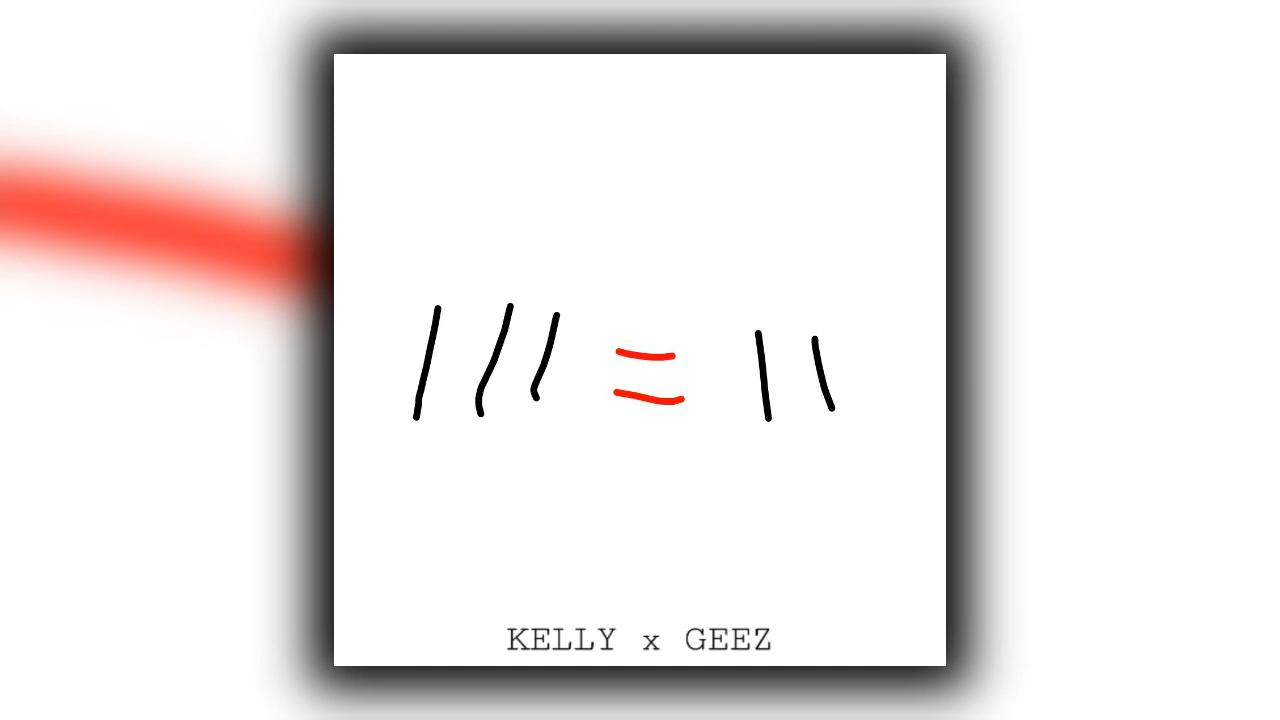 / / / = \ \
KELLY x GEEZ